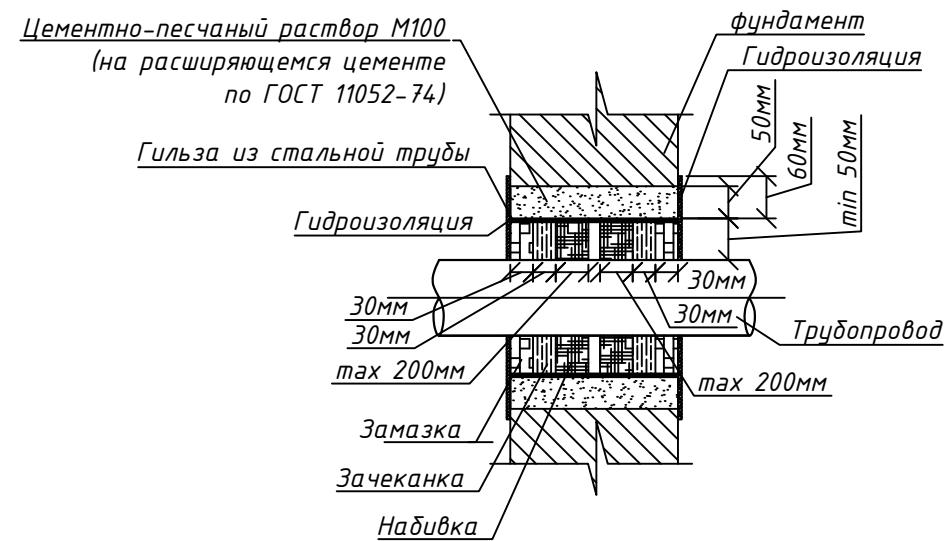 Цементно-песчаный раствор М100
(на расширяющемся цементе
по ГОСТ 11052-74)
фундамент
Гидроизоляция
Гильза из стальной трубы
Гидроизоляция
50мм
60мм
min 50мм
30мм
30мм
30мм
30мм
max 200мм
max 200мм
Трубопровод
Замазка
Зачеканка
Набивка